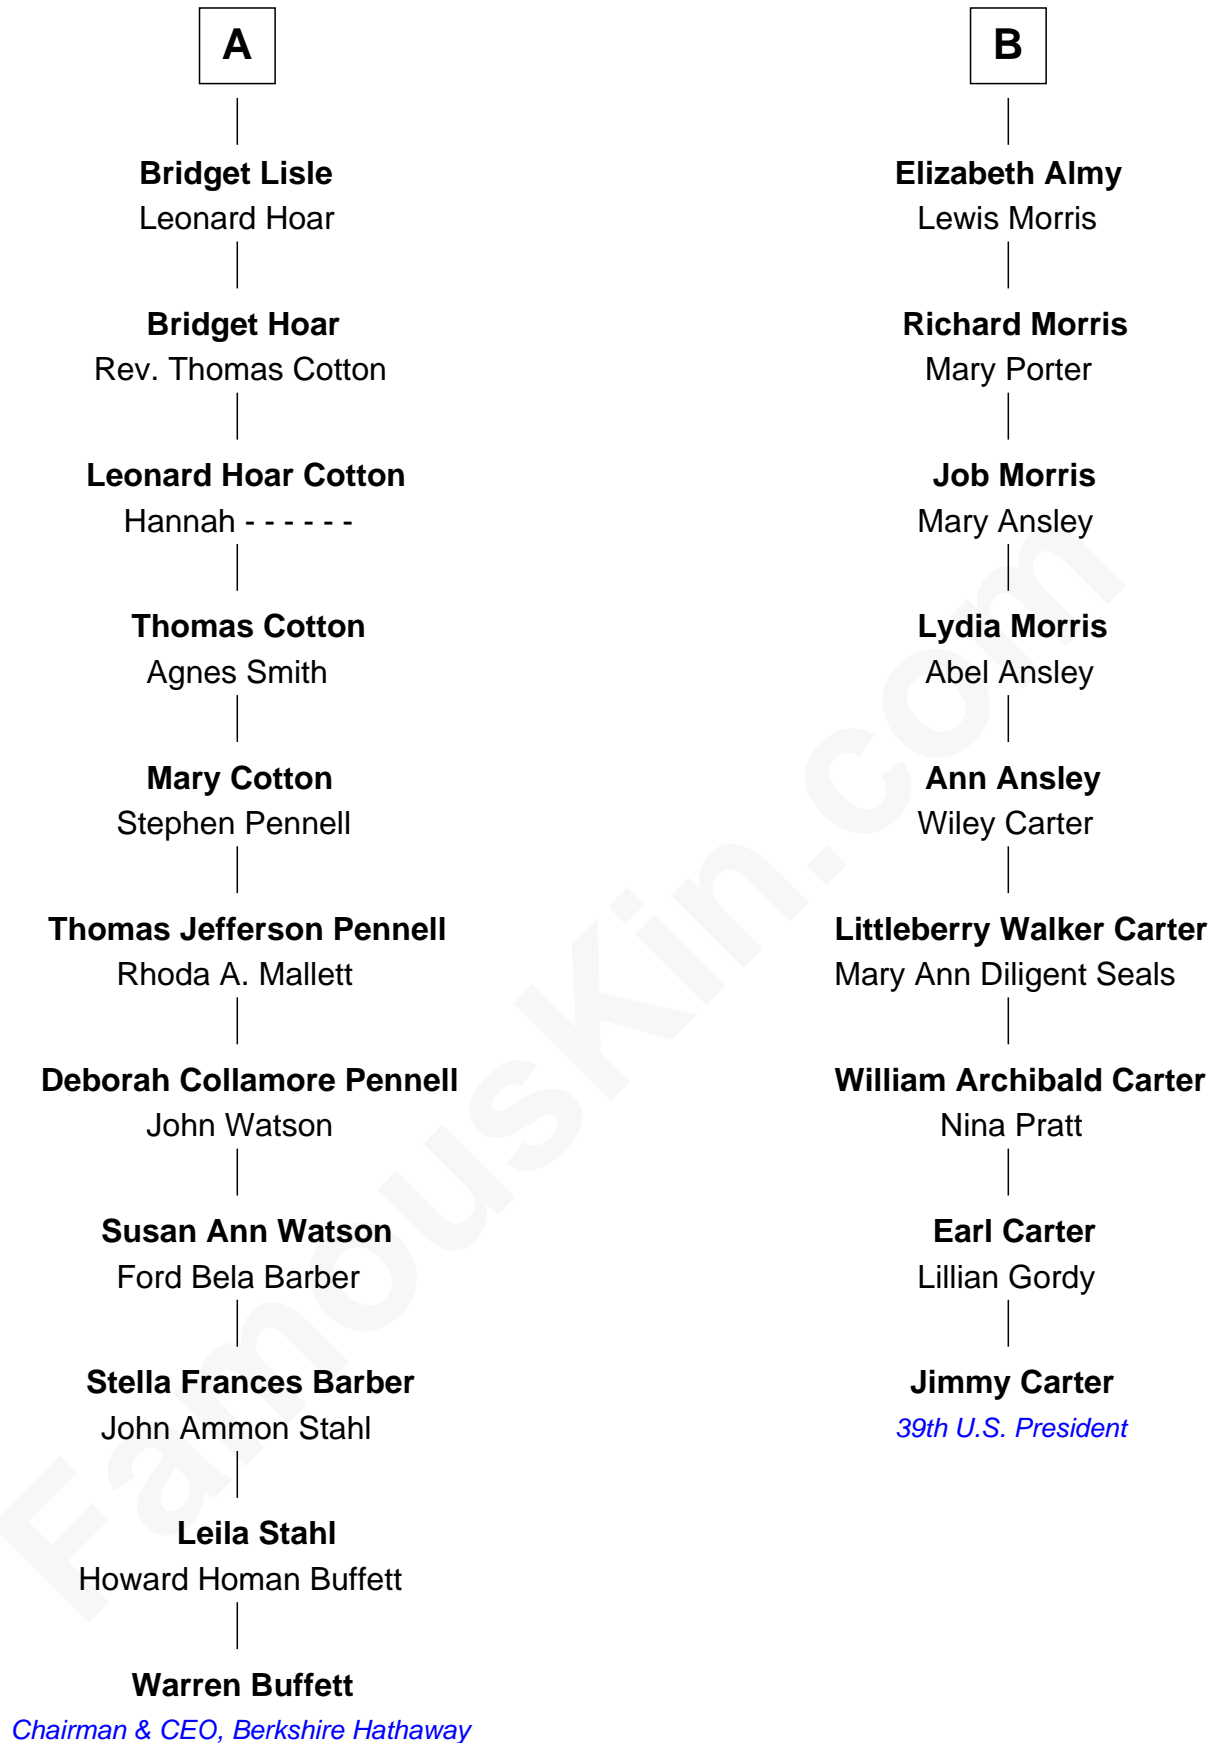 A
Bridget Lisle
Leonard Hoar
Bridget Hoar
Rev. Thomas Cotton
Leonard Hoar Cotton
Hannah - - - - - -
Thomas Cotton
Agnes Smith
Mary Cotton
Stephen Pennell
Thomas Jefferson Pennell
Rhoda A. Mallett
Deborah Collamore Pennell
John Watson
Susan Ann Watson
Ford Bela Barber
Stella Frances Barber
John Ammon Stahl
Leila Stahl
Howard Homan Buffett
Warren Buffett
Chairman & CEO, Berkshire Hathaway
B
Elizabeth Almy
Lewis Morris
Richard Morris
Mary Porter
Job Morris
Mary Ansley
Lydia Morris
Abel Ansley
Ann Ansley
Wiley Carter
Littleberry Walker Carter
Mary Ann Diligent Seals
William Archibald Carter
Nina Pratt
Earl Carter
Lillian Gordy
Jimmy Carter
39th U.S. President
FamousKin.com